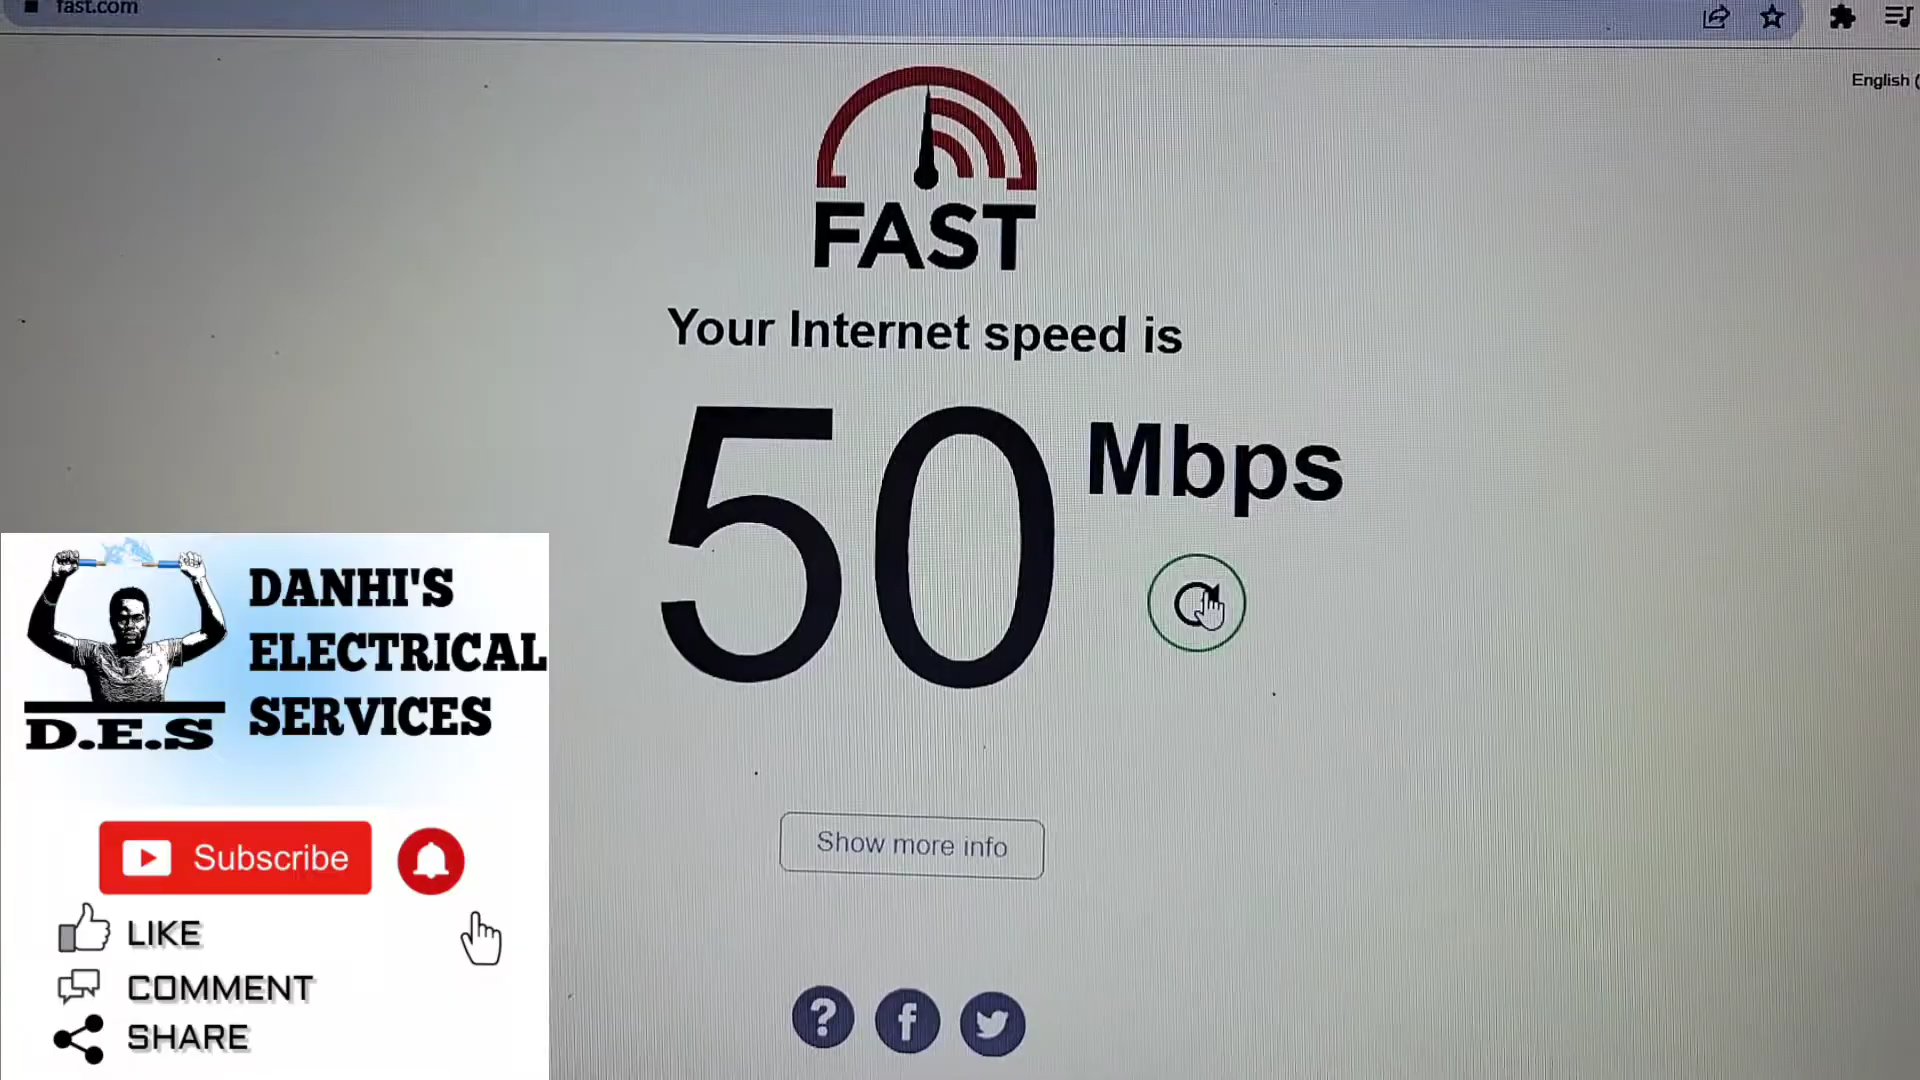 fast.com
English (
FAST
Your Internet speed is
50 Mbps
Show more info
DANHI'S
ELECTRICAL
SERVICES
D.E.S
Subscribe
LIKE
COMMENT
SHARE